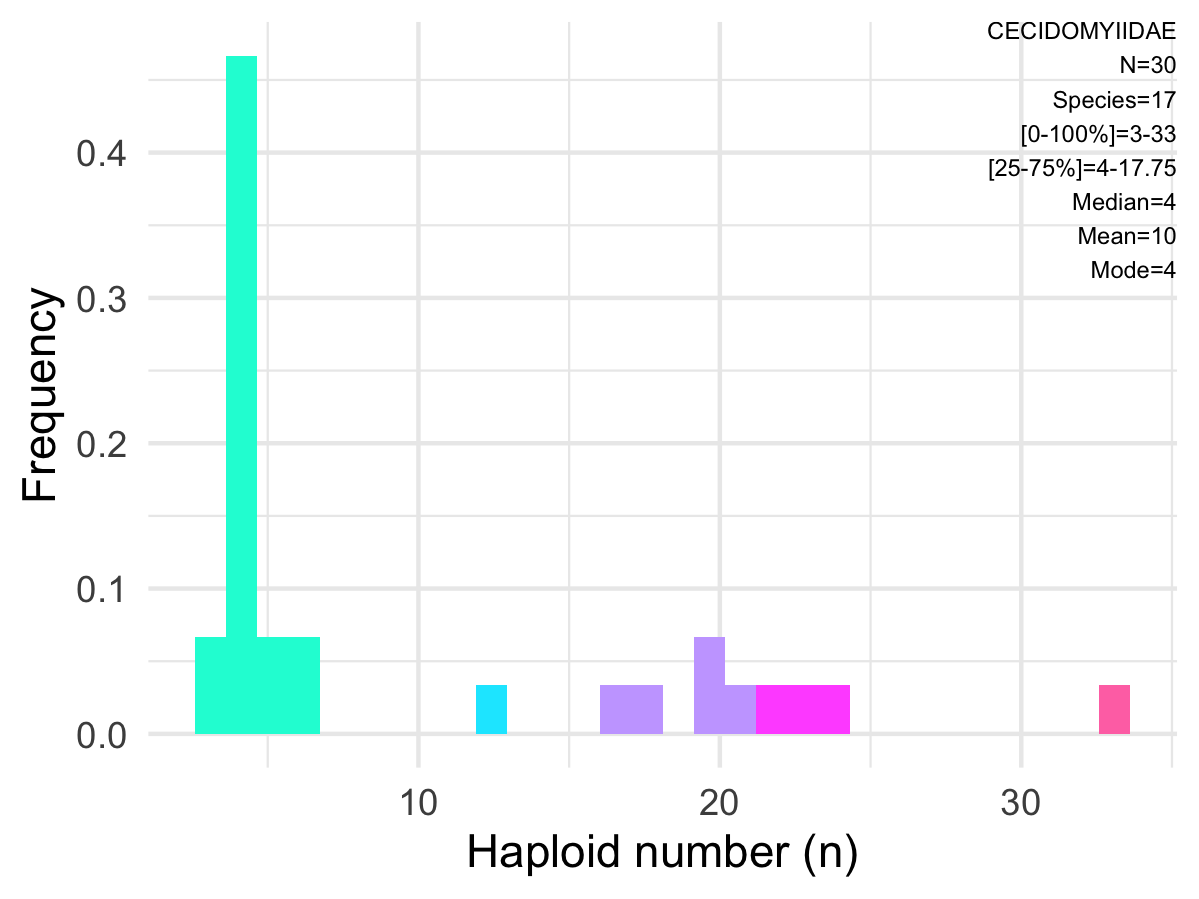 CECIDOMYIIDAE
N=30
Species=17
[0-100%]=3-33
[25-75%]=4-17.75
Median=4
Mean=10
Mode=4
Frequency
0.4
0.3
0.2
0.1
0.0
10 20 30
Haploid number (n)